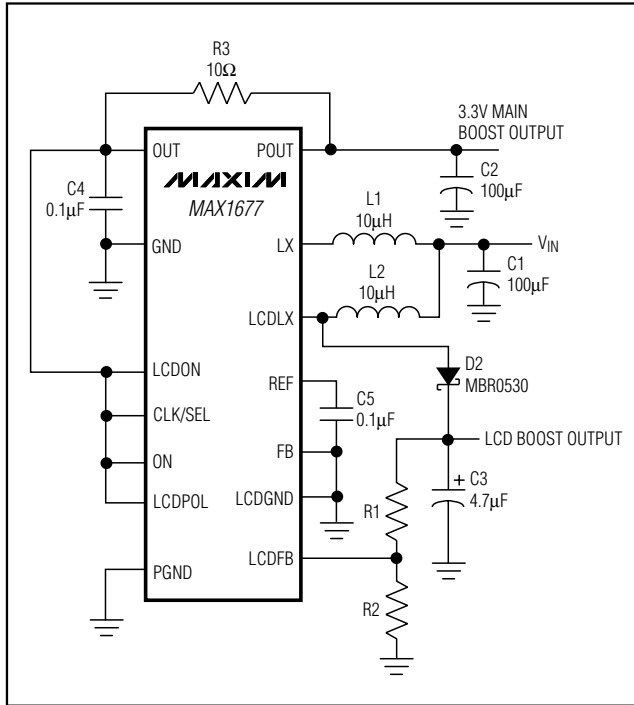 R3
10Ω
3.3V MAIN
BOOST OUTPUT
OUT
POUT
C2
100µF
C4
0.1µF
MAXIM
MAX1677
L1
10µH
GND
LX
VIN
C1
100µF
L2
10µH
LCDLX
D2
MBR0530
LCDON
REF
C5
0.1µF
CLK/SEL
LCD BOOST OUTPUT
FB
ON
+
C3
4.7µF
LCDPOL
LCDGND
R1
LCDFB
PGND
R2